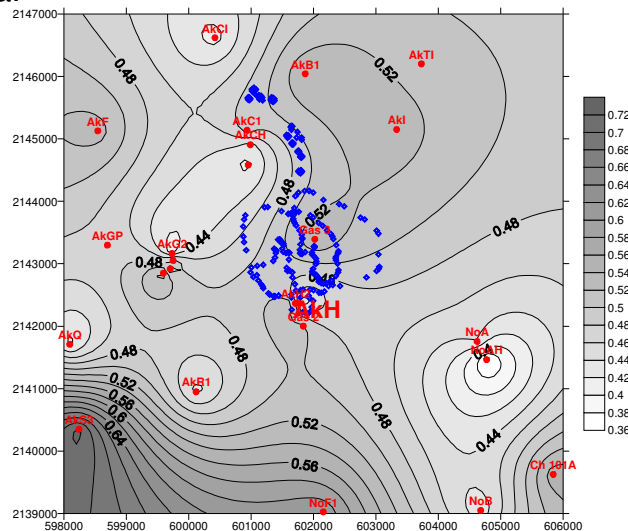 a.
2147000
2146000
2145000
2144000
2143000
2142000
2141000
2140000
2139000
598000
599000
600000
601000
602000
603000
604000
605000
606000
AkCl
AkB1
AkTl
AkF
AkC1
AkCH
AkI
AkGP
AkG2
Gas 3
AkH
Gas 2
AkQ
AkR1
NoA
NoAH
Ch 101A
NoF1
NoB
0.48
0.52
0.48
0.52
0.44
0.48
0.48
0.48
0.48
0.48
0.52
0.56
0.6
0.64
0.52
0.56
0.48
0.44
0.72
0.7
0.68
0.66
0.64
0.62
0.6
0.58
0.56
0.54
0.52
0.5
0.48
0.46
0.44
0.42
0.4
0.38
0.36